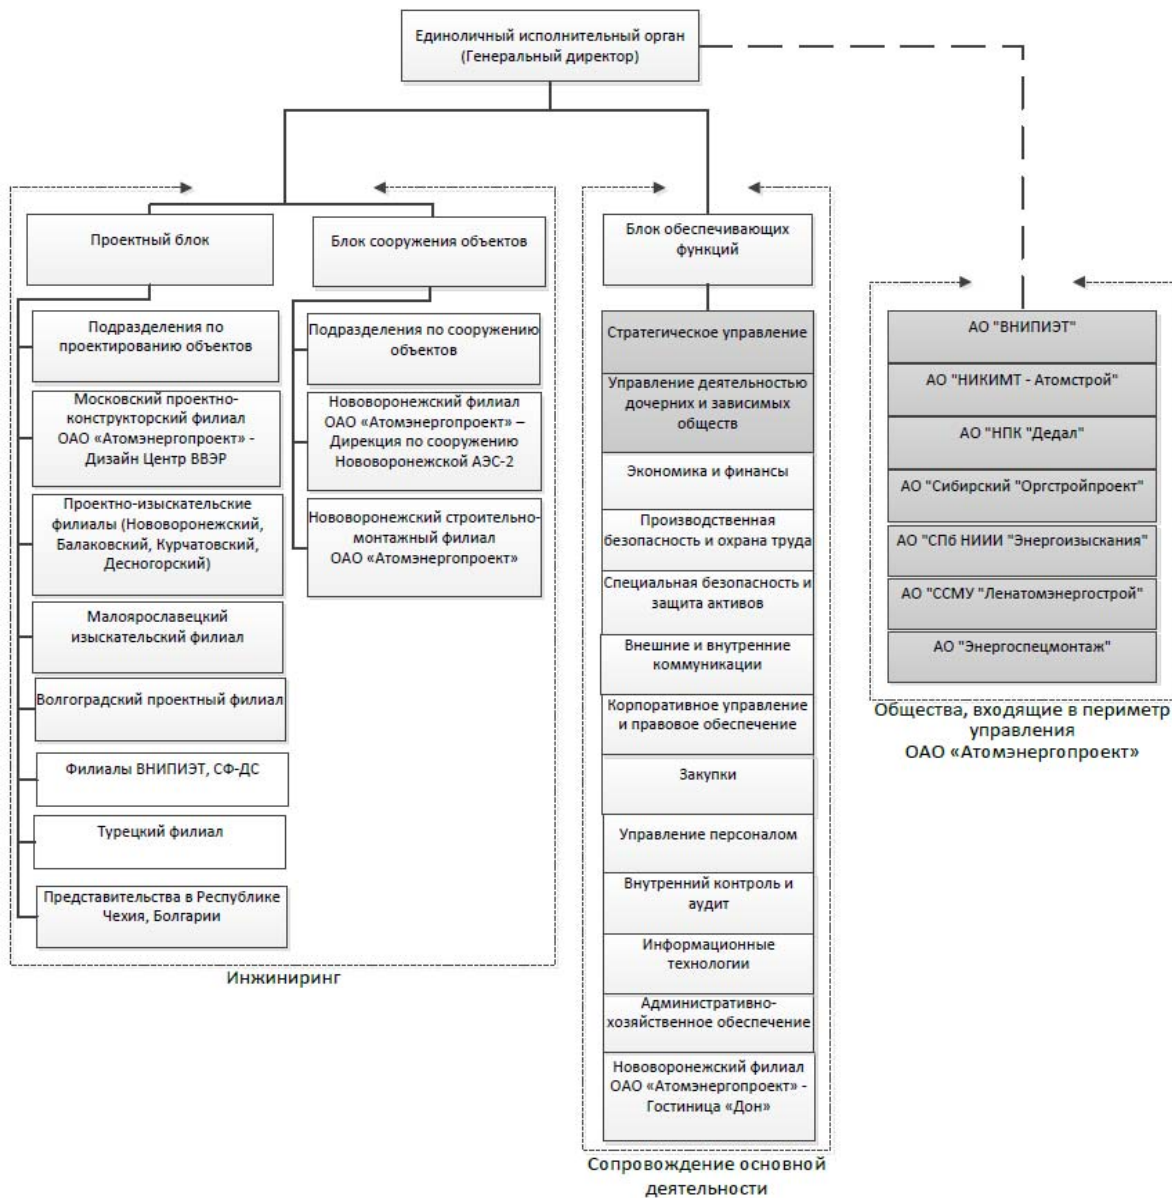 Единоличный исполнительный орган
(Генеральный директор)
Проектный блок
Подразделения по
проектированию объектов
Московский проектно-
конструкторский филиал
ОАО «Атомэнергопроект» -
Дизайн Центр ВВЭР
Проектно-изыскательские
филиалы (Нововоронежский,
Балаковский, Курчатовский,
Десногорский)
Малоярославецкий
изыскательский филиал
Волгоградский проектный филиал
Филиалы ВНИПИЭТ, СФ-ДС
Турецкий филиал
Представительства в Республике
Чехия, Болгарии
Блок сооружения объектов
Подразделения по сооружению
объектов
Нововоронежский филиал
ОАО «Атомэнергопроект» –
Дирекция по сооружению
Нововоронежской АЭС-2
Нововоронежский строительно-
монтажный филиал
ОАО «Атомэнергопроект»
Инжиниринг
Блок обеспечивающих
функций
Стратегическое управление
Управление деятельностью
дочерних и зависимых
обществ
Экономика и финансы
Производственная
безопасность и охрана труда
Специальная безопасность и
защита активов
Внешние и внутренние
коммуникации
Корпоративное управление
и правовое обеспечение
Закупки
Управление персоналом
Внутренний контроль и
аудит
Информационные
технологии
Административно-
хозяйственное обеспечение
Нововоронежский филиал
ОАО «Атомэнергопроект» -
Гостиница «Дон»
Сопровождение основной
деятельности
АО "ВНИПИЭТ"
АО "НИКИМТ - Атомстрой"
АО "НПК "Дедал"
АО "Сибирский "Оргстройпроект"
АО "СПб НИИИ "Энергоизыскания"
АО "ССМУ "Ленатомэнергострой"
АО "Энергоспецмонтаж"
Общества, входящие в периметр
управления
ОАО «Атомэнергопроект»